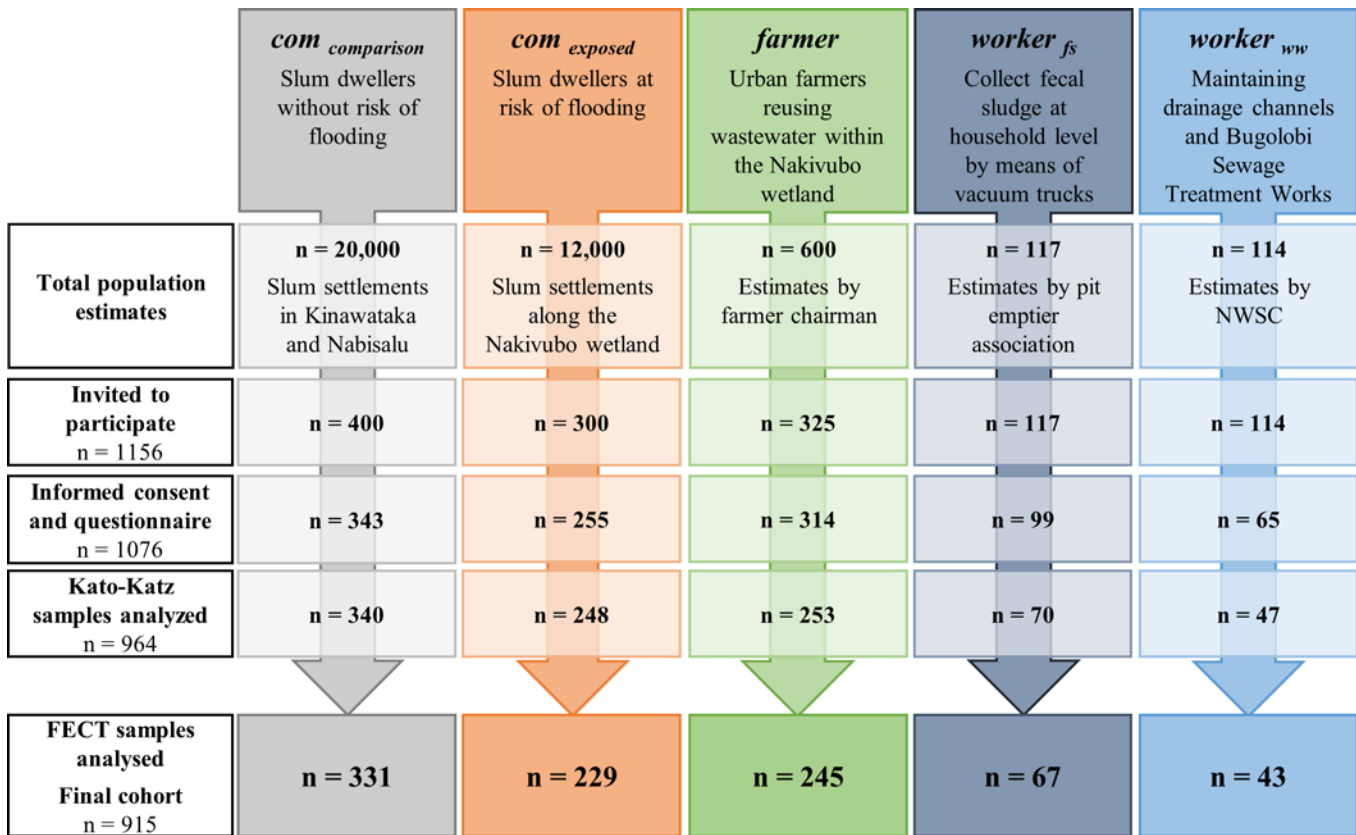 com comparison
Slum dwellers
without risk of
flooding
com exposed
Slum dwellers at
risk of flooding
farmer
Urban farmers
reusing
wastewater within
the Nakivubo
wetland
worker fs
Collect fecal
sludge at
household level
by means of
vacuum trucks
worker ww
Maintaining
drainage channels
and Bugolobi
Sewage
Treatment Works
Total population
estimates
n = 20,000
Slum settlements
in Kinawataka
and Nabisalu
n = 12,000
Slum settlements
along the
Nakivubo wetland
n = 600
Estimates by
farmer chairman
n = 117
Estimates by pit
emptier
association
n = 114
Estimates by
NWSC
Invited to
participate
n = 1156
n = 400
n = 300
n = 325
n = 117
n = 114
Informed consent
and questionnaire
n = 1076
n = 343
n = 255
n = 314
n = 99
n = 65
Kato-Katz
samples analyzed
n = 964
n = 340
n = 248
n = 253
n = 70
n = 47
FECT samples
analysed
Final cohort
n = 915
n = 331
n = 229
n = 245
n = 67
n = 43